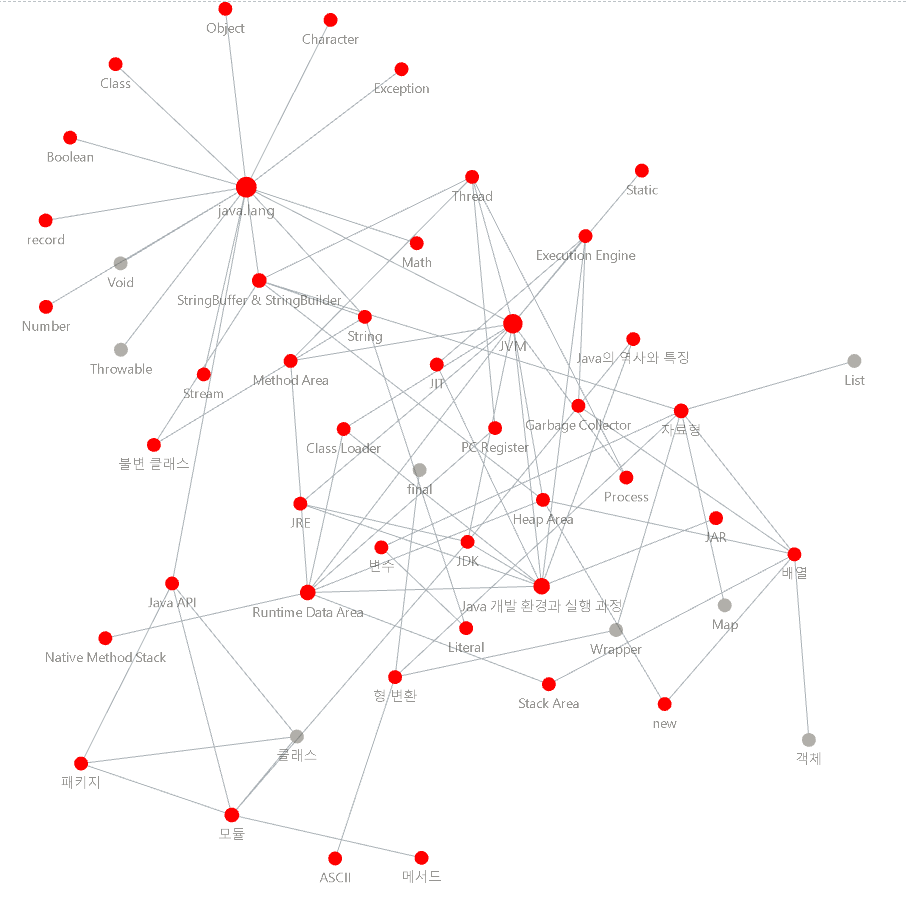 Object
Character
Class
Exception
Boolean
Static
Thread
java.lang
record
Execution Engine
Math
Void
StringBuffer & StringBuilder
Number
String
JVM
Java의 역사와 특징
Throwable
Method Area
JIT
List
Stream
Garbage Collector
자료형
Class Loader
PC Register
불변 클래스
final
Process
Heap Area
JRE
JAR
변수
JDK
배열
Java API
Runtime Data Area
Java 개발 환경과 실행 과정
Map
Literal
Wrapper
Native Method Stack
형 변환
Stack Area
new
클래스
객체
패키지
모듈
ASCII
메서드